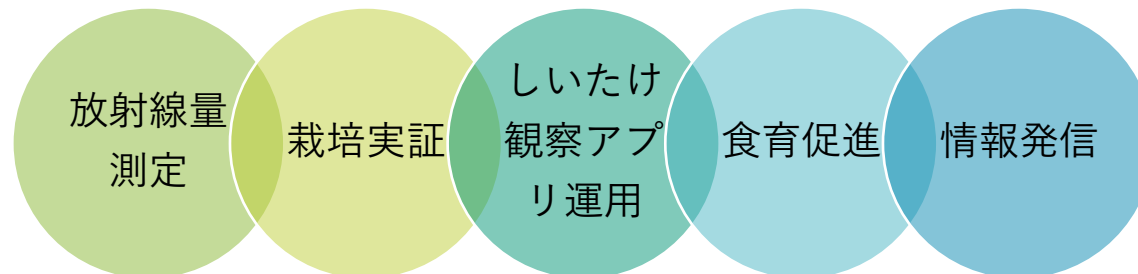 放射線量
測定
栽培実証
しいたけ
観察アプ
リ運用
食育促進
情報発信